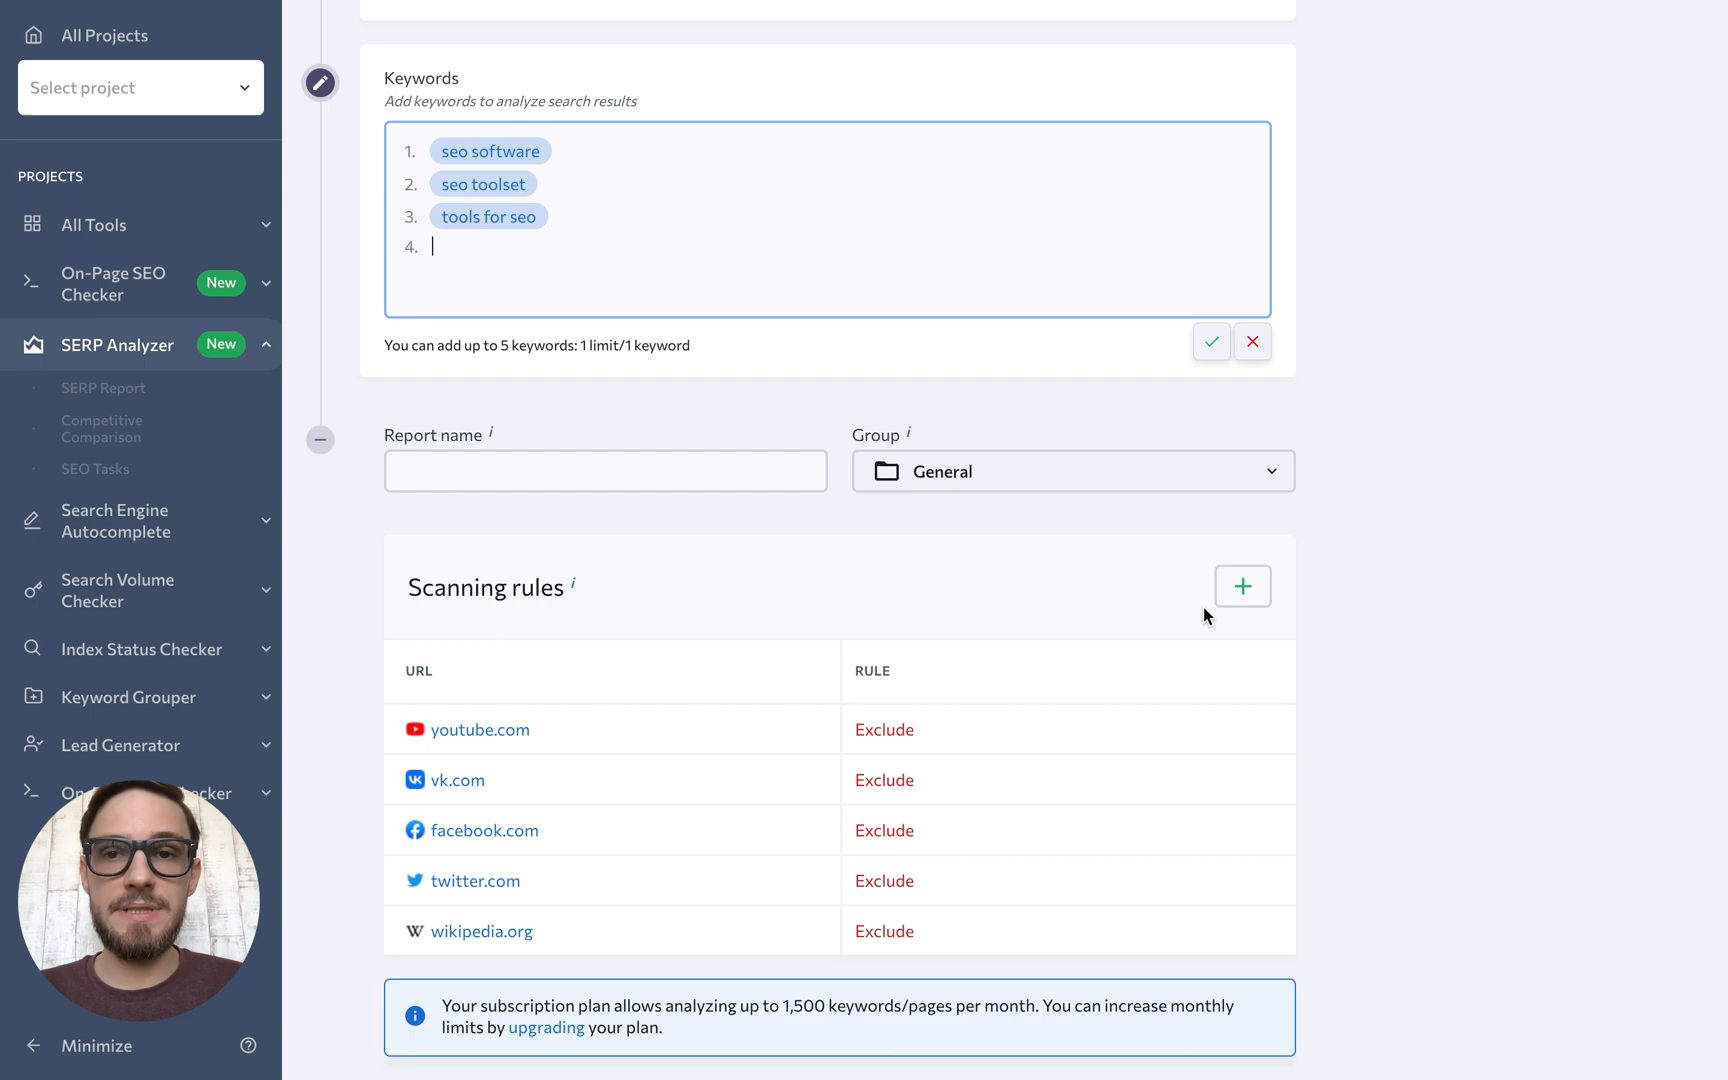 All Projects
Select project
PROJECTS
All Tools
On-Page SEO
Checker
New
SERP Analyzer
New
SERP Report
Competitive
Comparison
SEO Tasks
Search Engine
Autocomplete
Search Volume
Checker
Index Status Checker
Keyword Grouper
Lead Generator
Minimize
Keywords
Add keywords to analyze search results
1. seo software
2. seo toolset
3. tools for seo
4.
You can add up to 5 keywords: 1 limit/1 keyword
Report name i
Group i
General
Scanning rules i
URL RULE
youtube.com Exclude
vk.com Exclude
facebook.com Exclude
twitter.com Exclude
wikipedia.org Exclude
Your subscription plan allows analyzing up to 1,500 keywords/pages per month. You can increase monthly
limits by upgrading your plan.